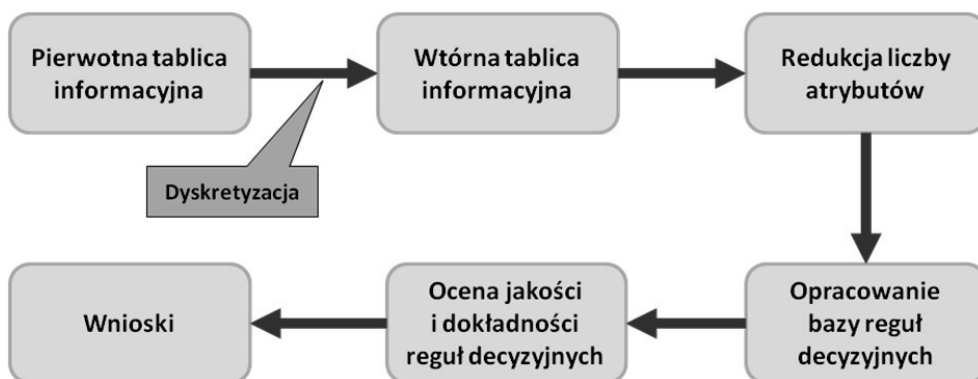 Pierwotna tablica
informacyjna
Wtórna tablica
informacyjna
Redukcja liczby
atrybutów
Dyskretyzacja
Wnioski
Ocena jakości
i dokładności
reguł decyzyjnych
Opracowanie
bazy reguł
decyzyjnych